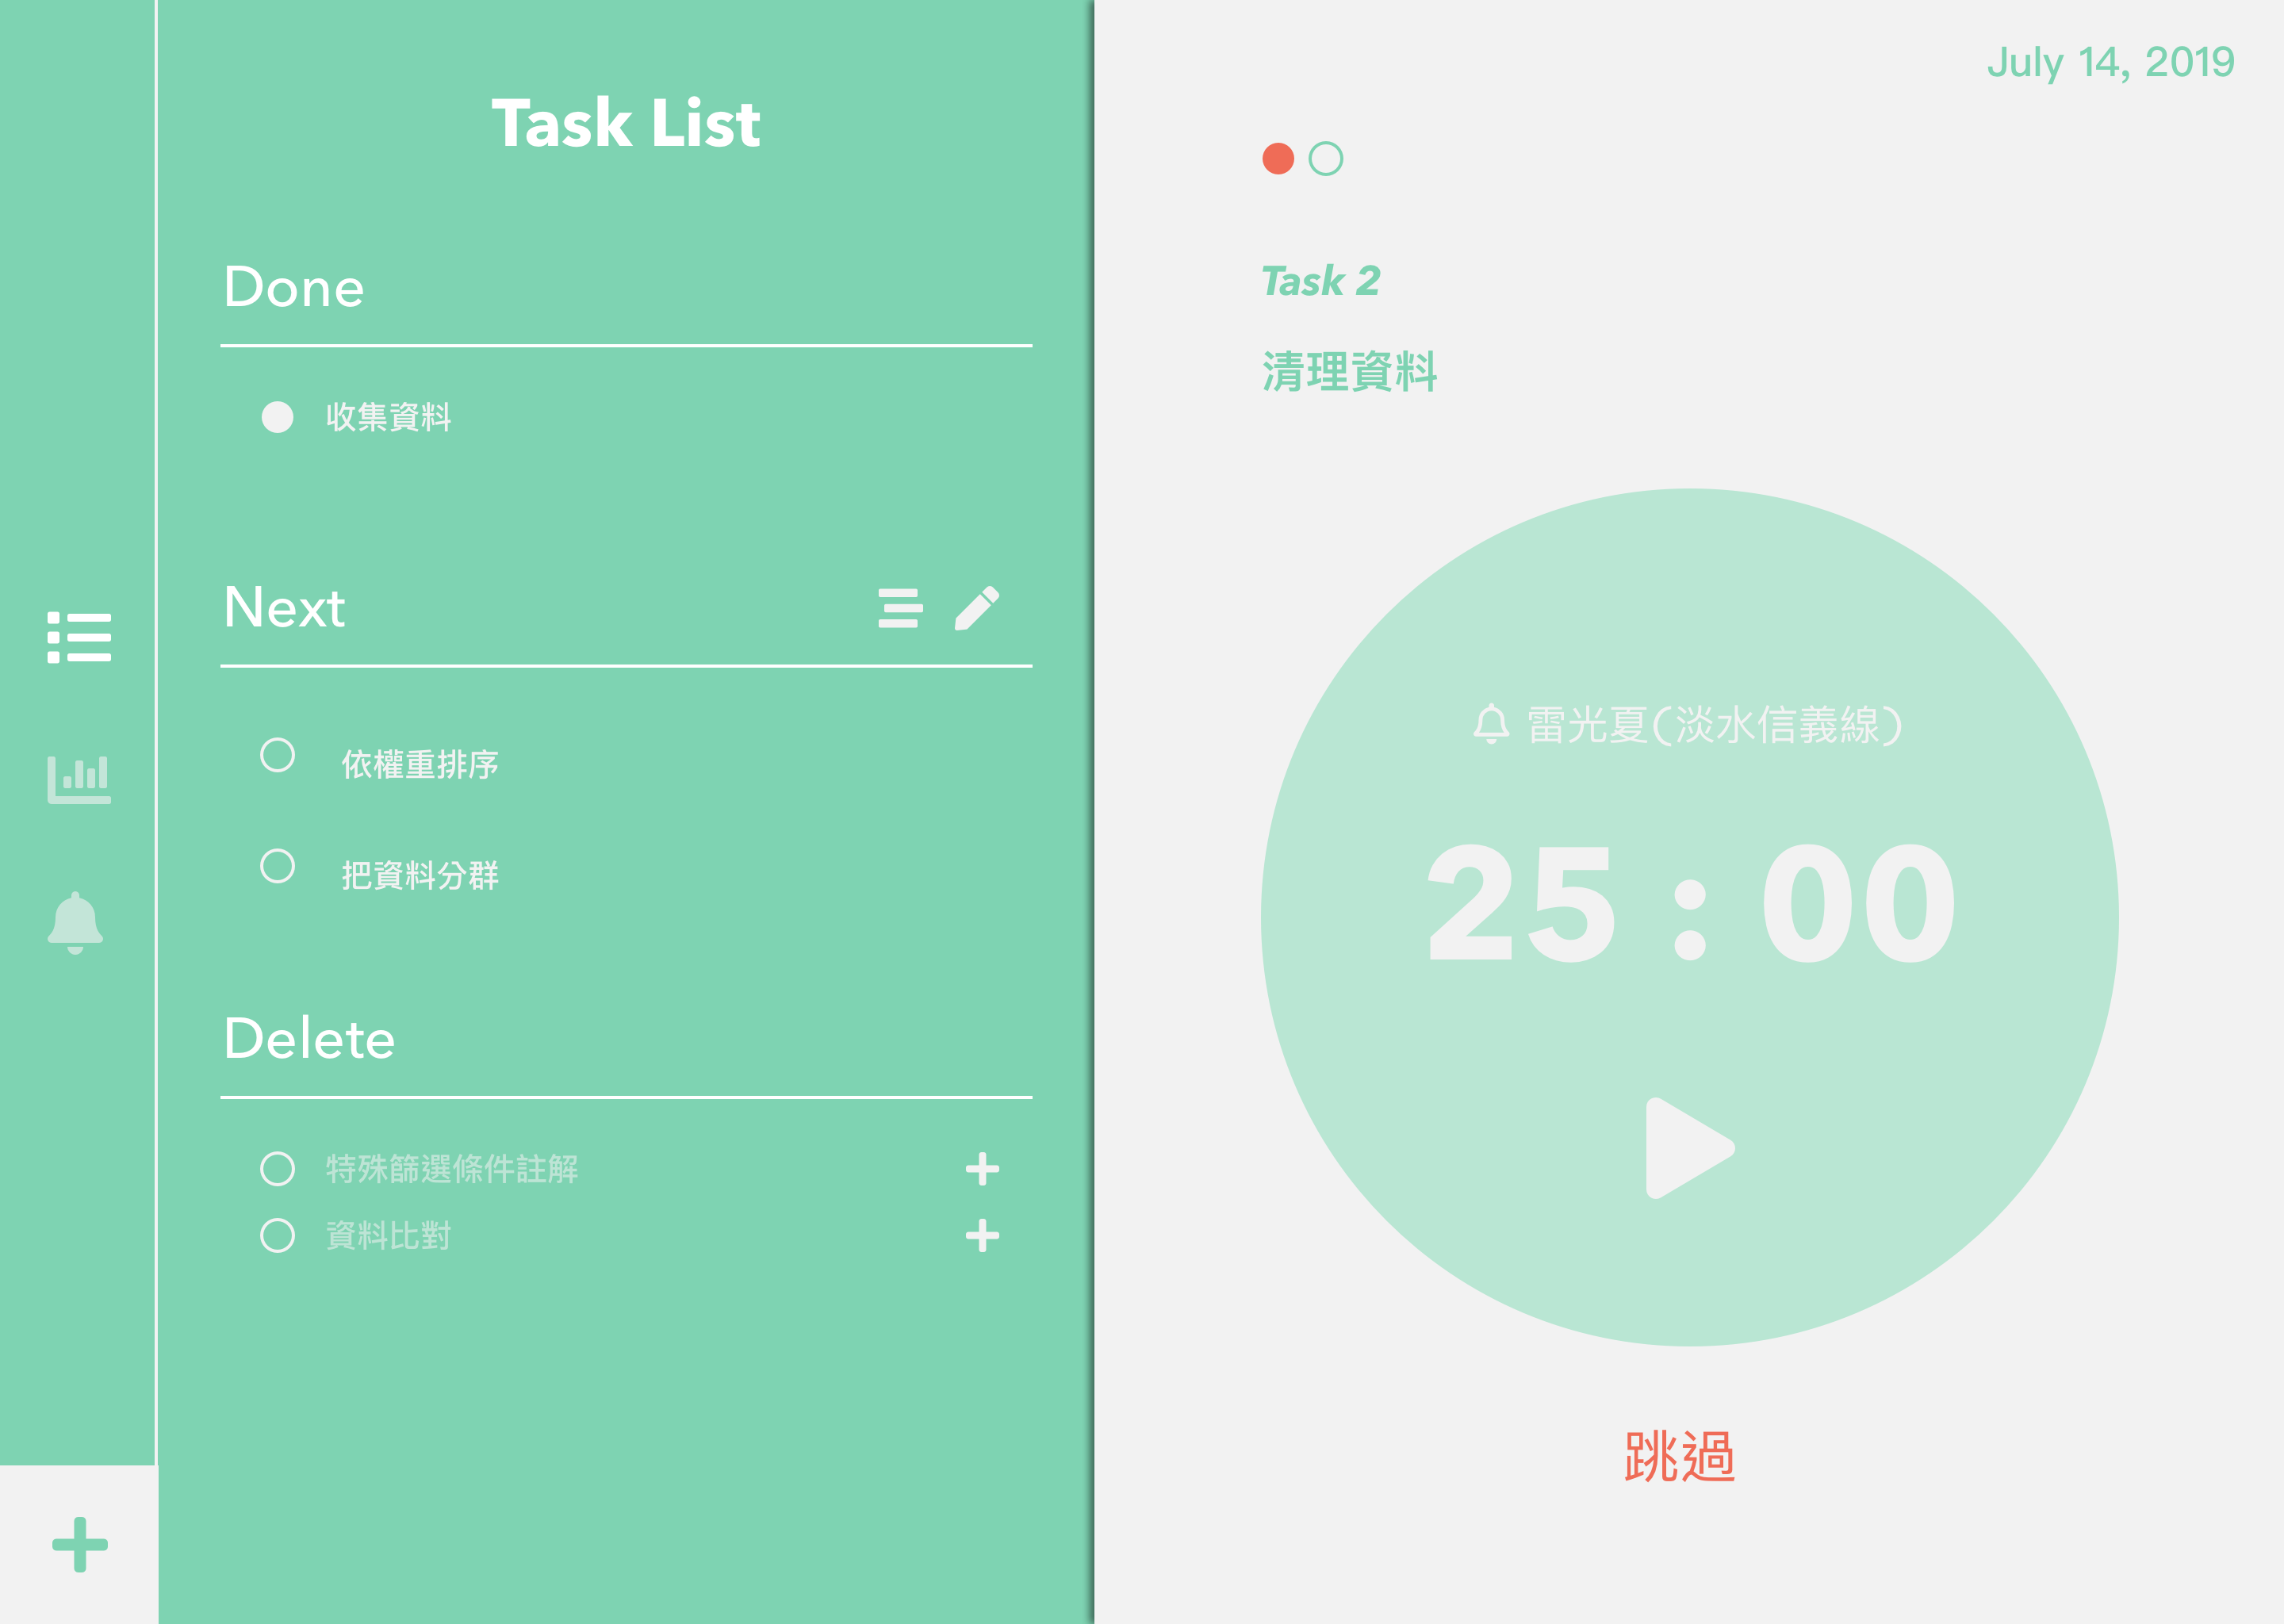 Task List
Done
收集資料
Next
依權重排序
把資料分群
Delete
特殊篩選條件註解
資料比對
July 14, 2019
Task 2
清理資料
雷光夏(淡水信義線)
25 : 00
跳過